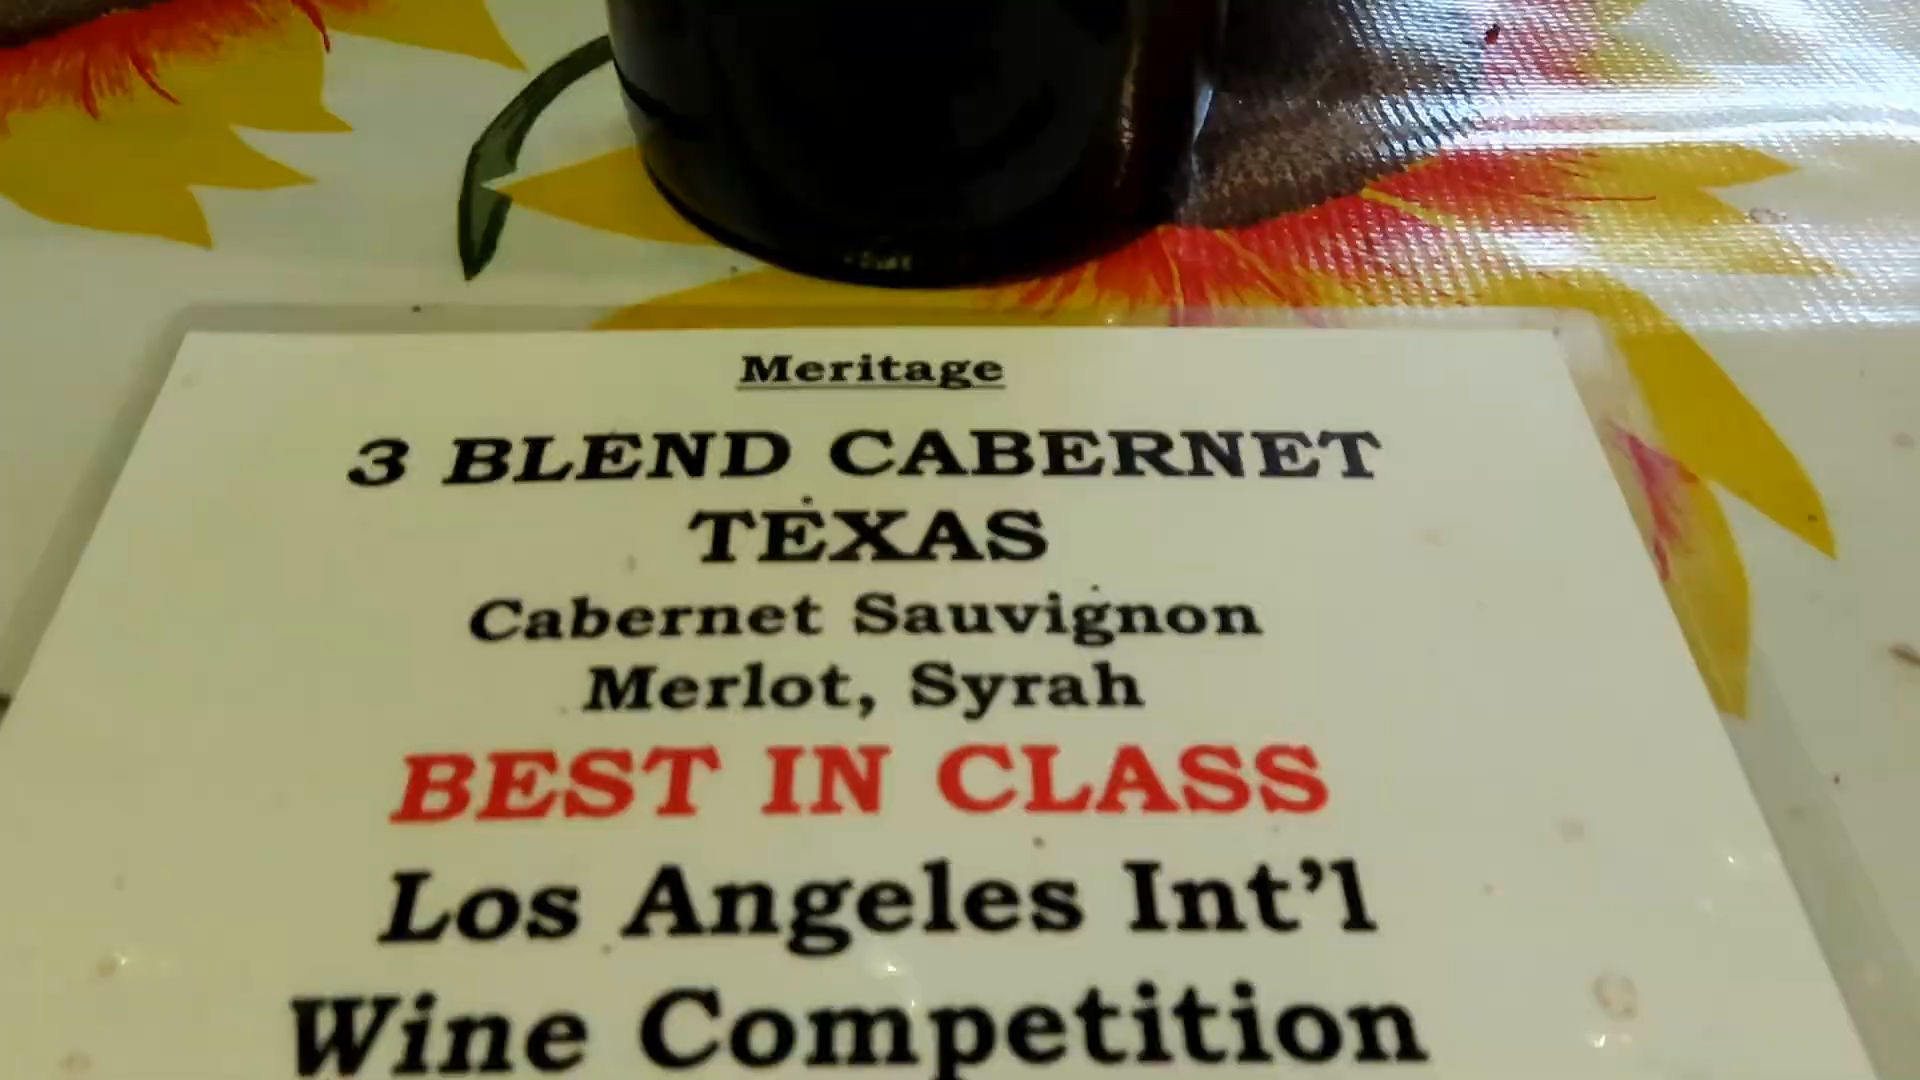 Meritage
3 BLEND CABERNET
TEXAS
Cabernet Sauvignon
Merlot, Syrah
BEST IN CLASS
Los Angeles Int'l
Wine Competition